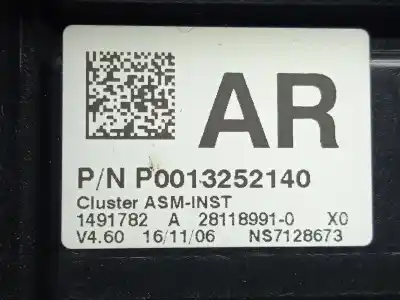 AR
P/N P0013252140
Cluster ASM-INST
1491782 A 28118991-0 X0
V4.60 16/11/06 NS7128673